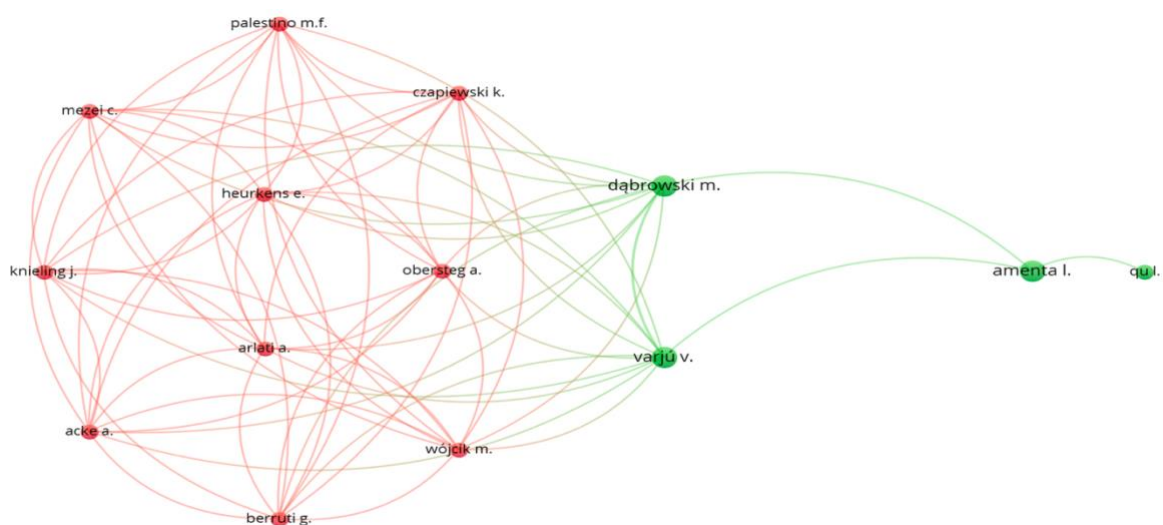 palestino m.f.
czapiewski k.
mezei c.
dąbrowski m.
heurkens e.
knieling j.
obersteg a.
amenta l.
qu l.
arlati a.
varjú v.
acke a.
wójcik m.
berruti g.